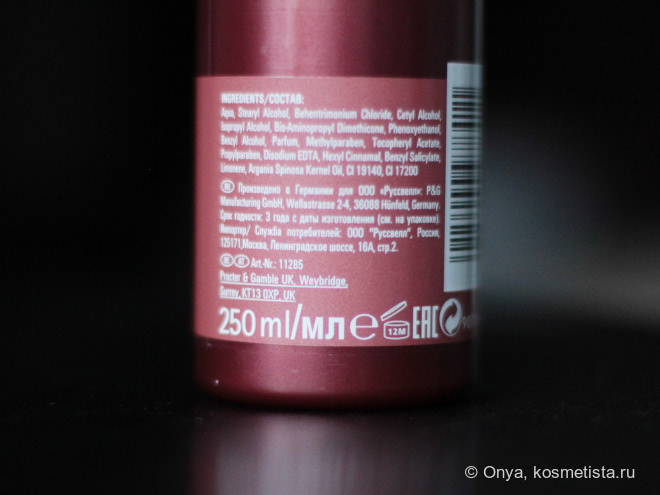 INGREDIENTS/СОСТАВ:
Aqua, Stearyl Alcohol, Behentrimonium Chloride, Cetyl Alcohol,
Isopropyl Alcohol, Bis-Aminopropyl Dimethicone, Phenoxyethanol,
Benzyl Alcohol, Parfum, Methylparaben, Tocopheryl Acetate,
Propylparaben, Disodium EDTA, Hexyl Cinnamal, Benzyl Salicylate,
Limonene, Argania Spinosa Kernel Oil, CI 19140, CI 17200
Произведено в Германии для ООО «Руссвелл»: P&G
Manufacturing GmbH, Wellastrasse 2-4, 36088 Hünfeld, Germany.
Срок годности: 3 года с даты изготовления (см. на упаковке).
Импортер/ Служба потребителей: ООО "Руссвелл", Россия,
125171,Москва, Ленинградское шоссе, 16А, стр.2.
Art.-Nr.: 11285
Procter & Gamble UK, Weybridge,
Surrey, KT13 0XP, UK
250 ml/мл e 12M EAC
© Onya, kosmetista.ru